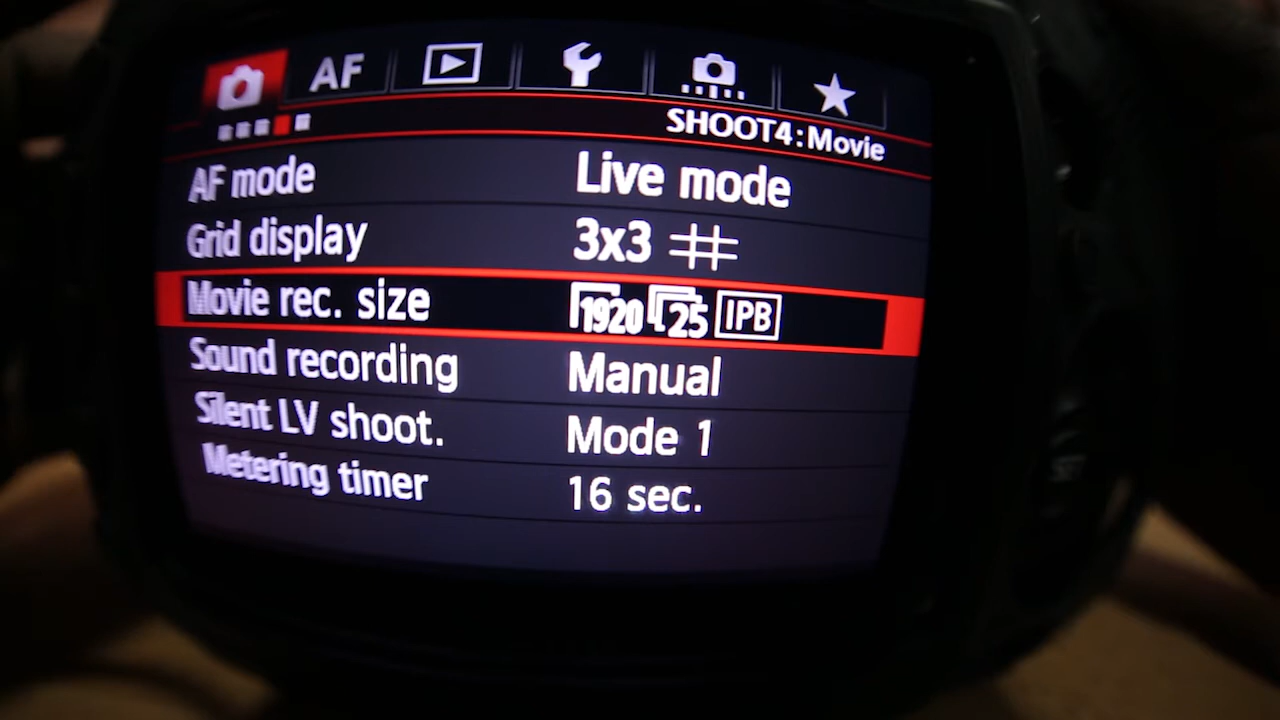 AF
SHOOT4:Movie
AF mode Live mode
Grid display 3x3
Movie rec. size 1920 25 IPB
Sound recording Manual
Silent LV shoot. Mode 1
Metering timer 16 sec.
SET